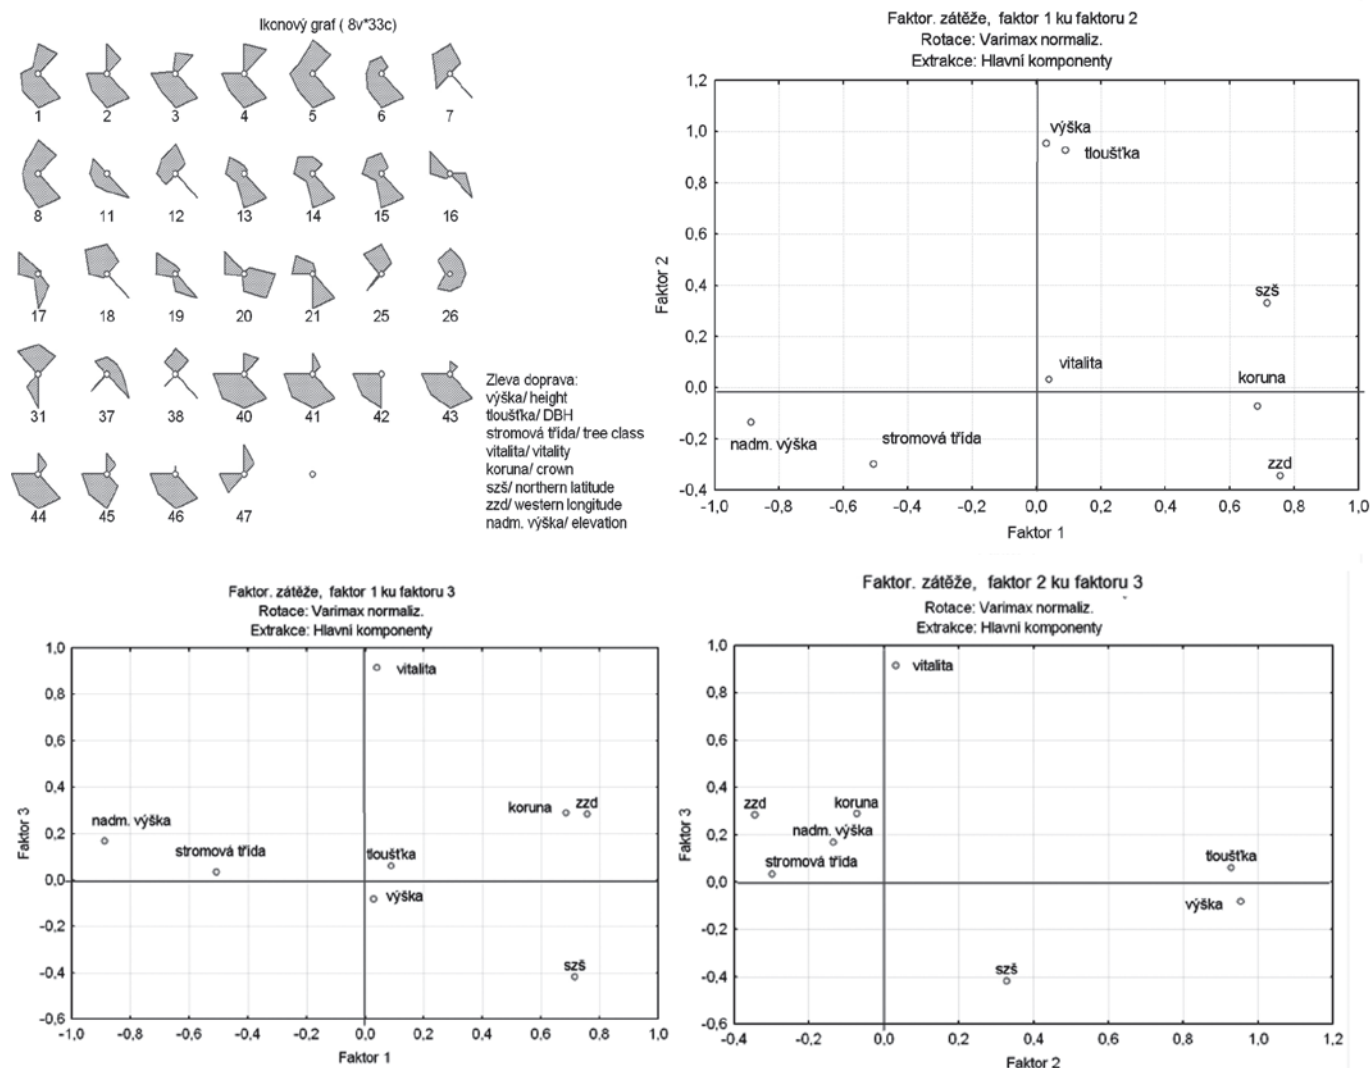 Ikonový graf ( 8v*33c)
1 2 3 4 5 6 7
8 11 12 13 14 15 16
17 18 19 20 21 25 26
31 37 38 40 41 42 43
44 45 46 47
Zleva doprava:
výška/ height
tloušťka/ DBH
stromová třída/ tree class
vitalita/ vitality
koruna/ crown
szš/ northern latitude
zzd/ western longitude
nadm. výška/ elevation
Faktor. zátěže, faktor 1 ku faktoru 2
Rotace: Varimax normaliz.
Extrakce: Hlavní komponenty
1,2
1,0
výška
tloušťka
0,8
0,6
Faktor 2
0,4
szš
0,2
vitalita
koruna
0,0
-0,2
nadm. výška
stromová třída
zzd
-0,4
-1,0 -0,8 -0,6 -0,4 -0,2 0,0 0,2 0,4 0,6 0,8 1,0
Faktor 1
Faktor. zátěže, faktor 1 ku faktoru 3
Rotace: Varimax normaliz.
Extrakce: Hlavní komponenty
1,0
vitalita
0,8
0,6
0,4
Faktor 3
koruna zzd
nadm. výška
0,2
stromová třída
tloušťka
0,0
výška
-0,2
-0,4
szš
-0,6
-1,0 -0,8 -0,6 -0,4 -0,2 0,0 0,2 0,4 0,6 0,8 1,0
Faktor 1
Faktor. zátěže, faktor 2 ku faktoru 3
Rotace: Varimax normaliz.
Extrakce: Hlavní komponenty
1,0
vitalita
0,8
0,6
0,4
Faktor 3
zzd koruna
nadm. výška
0,2
stromová třída
tloušťka
0,0
výška
-0,2
szš
-0,4
-0,6
-0,4 -0,2 0,0 0,2 0,4 0,6 0,8 1,0 1,2
Faktor 2